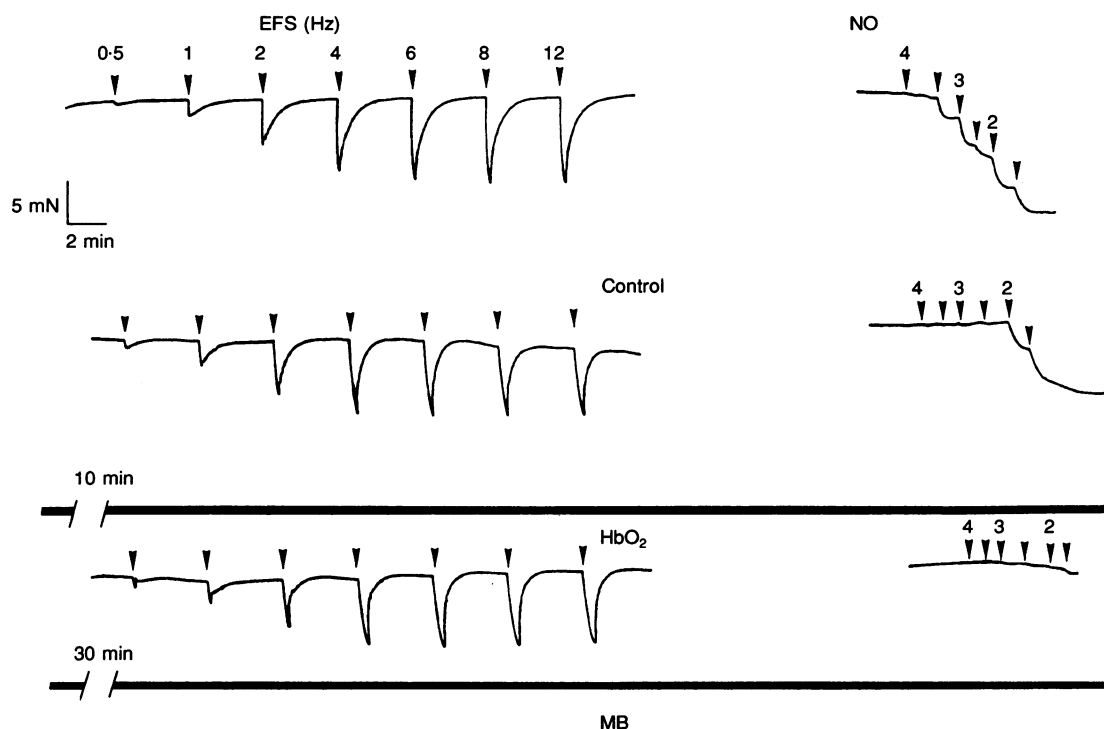 EFS (Hz)
NO
0·5 1 2 4 6 8 12
4 3 2
5 mN
2 min
Control
4 3 2
10 min
HbO₂
4 3 2
30 min
MB